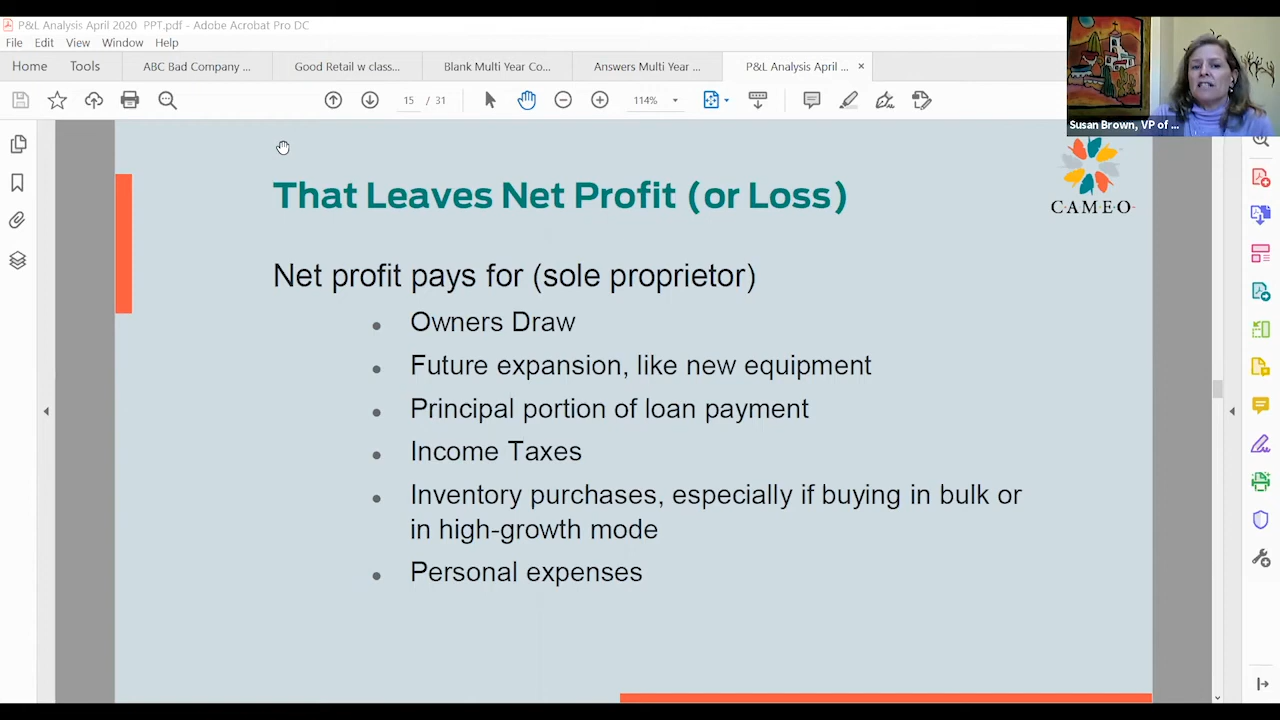 P&L Analysis April 2020 PPT.pdf - Adobe Acrobat Pro DC
File Edit View Window Help
Home Tools ABC Bad Company ... Good Retail w class... Blank Multi Year Co... Answers Multi Year ... P&L Analysis April ... ×
15 / 31 114%
Susan Brown, VP of ...
That Leaves Net Profit (or Loss)
C·A·M·E·O
Net profit pays for (sole proprietor)
• Owners Draw
• Future expansion, like new equipment
• Principal portion of loan payment
• Income Taxes
• Inventory purchases, especially if buying in bulk or
in high-growth mode
• Personal expenses